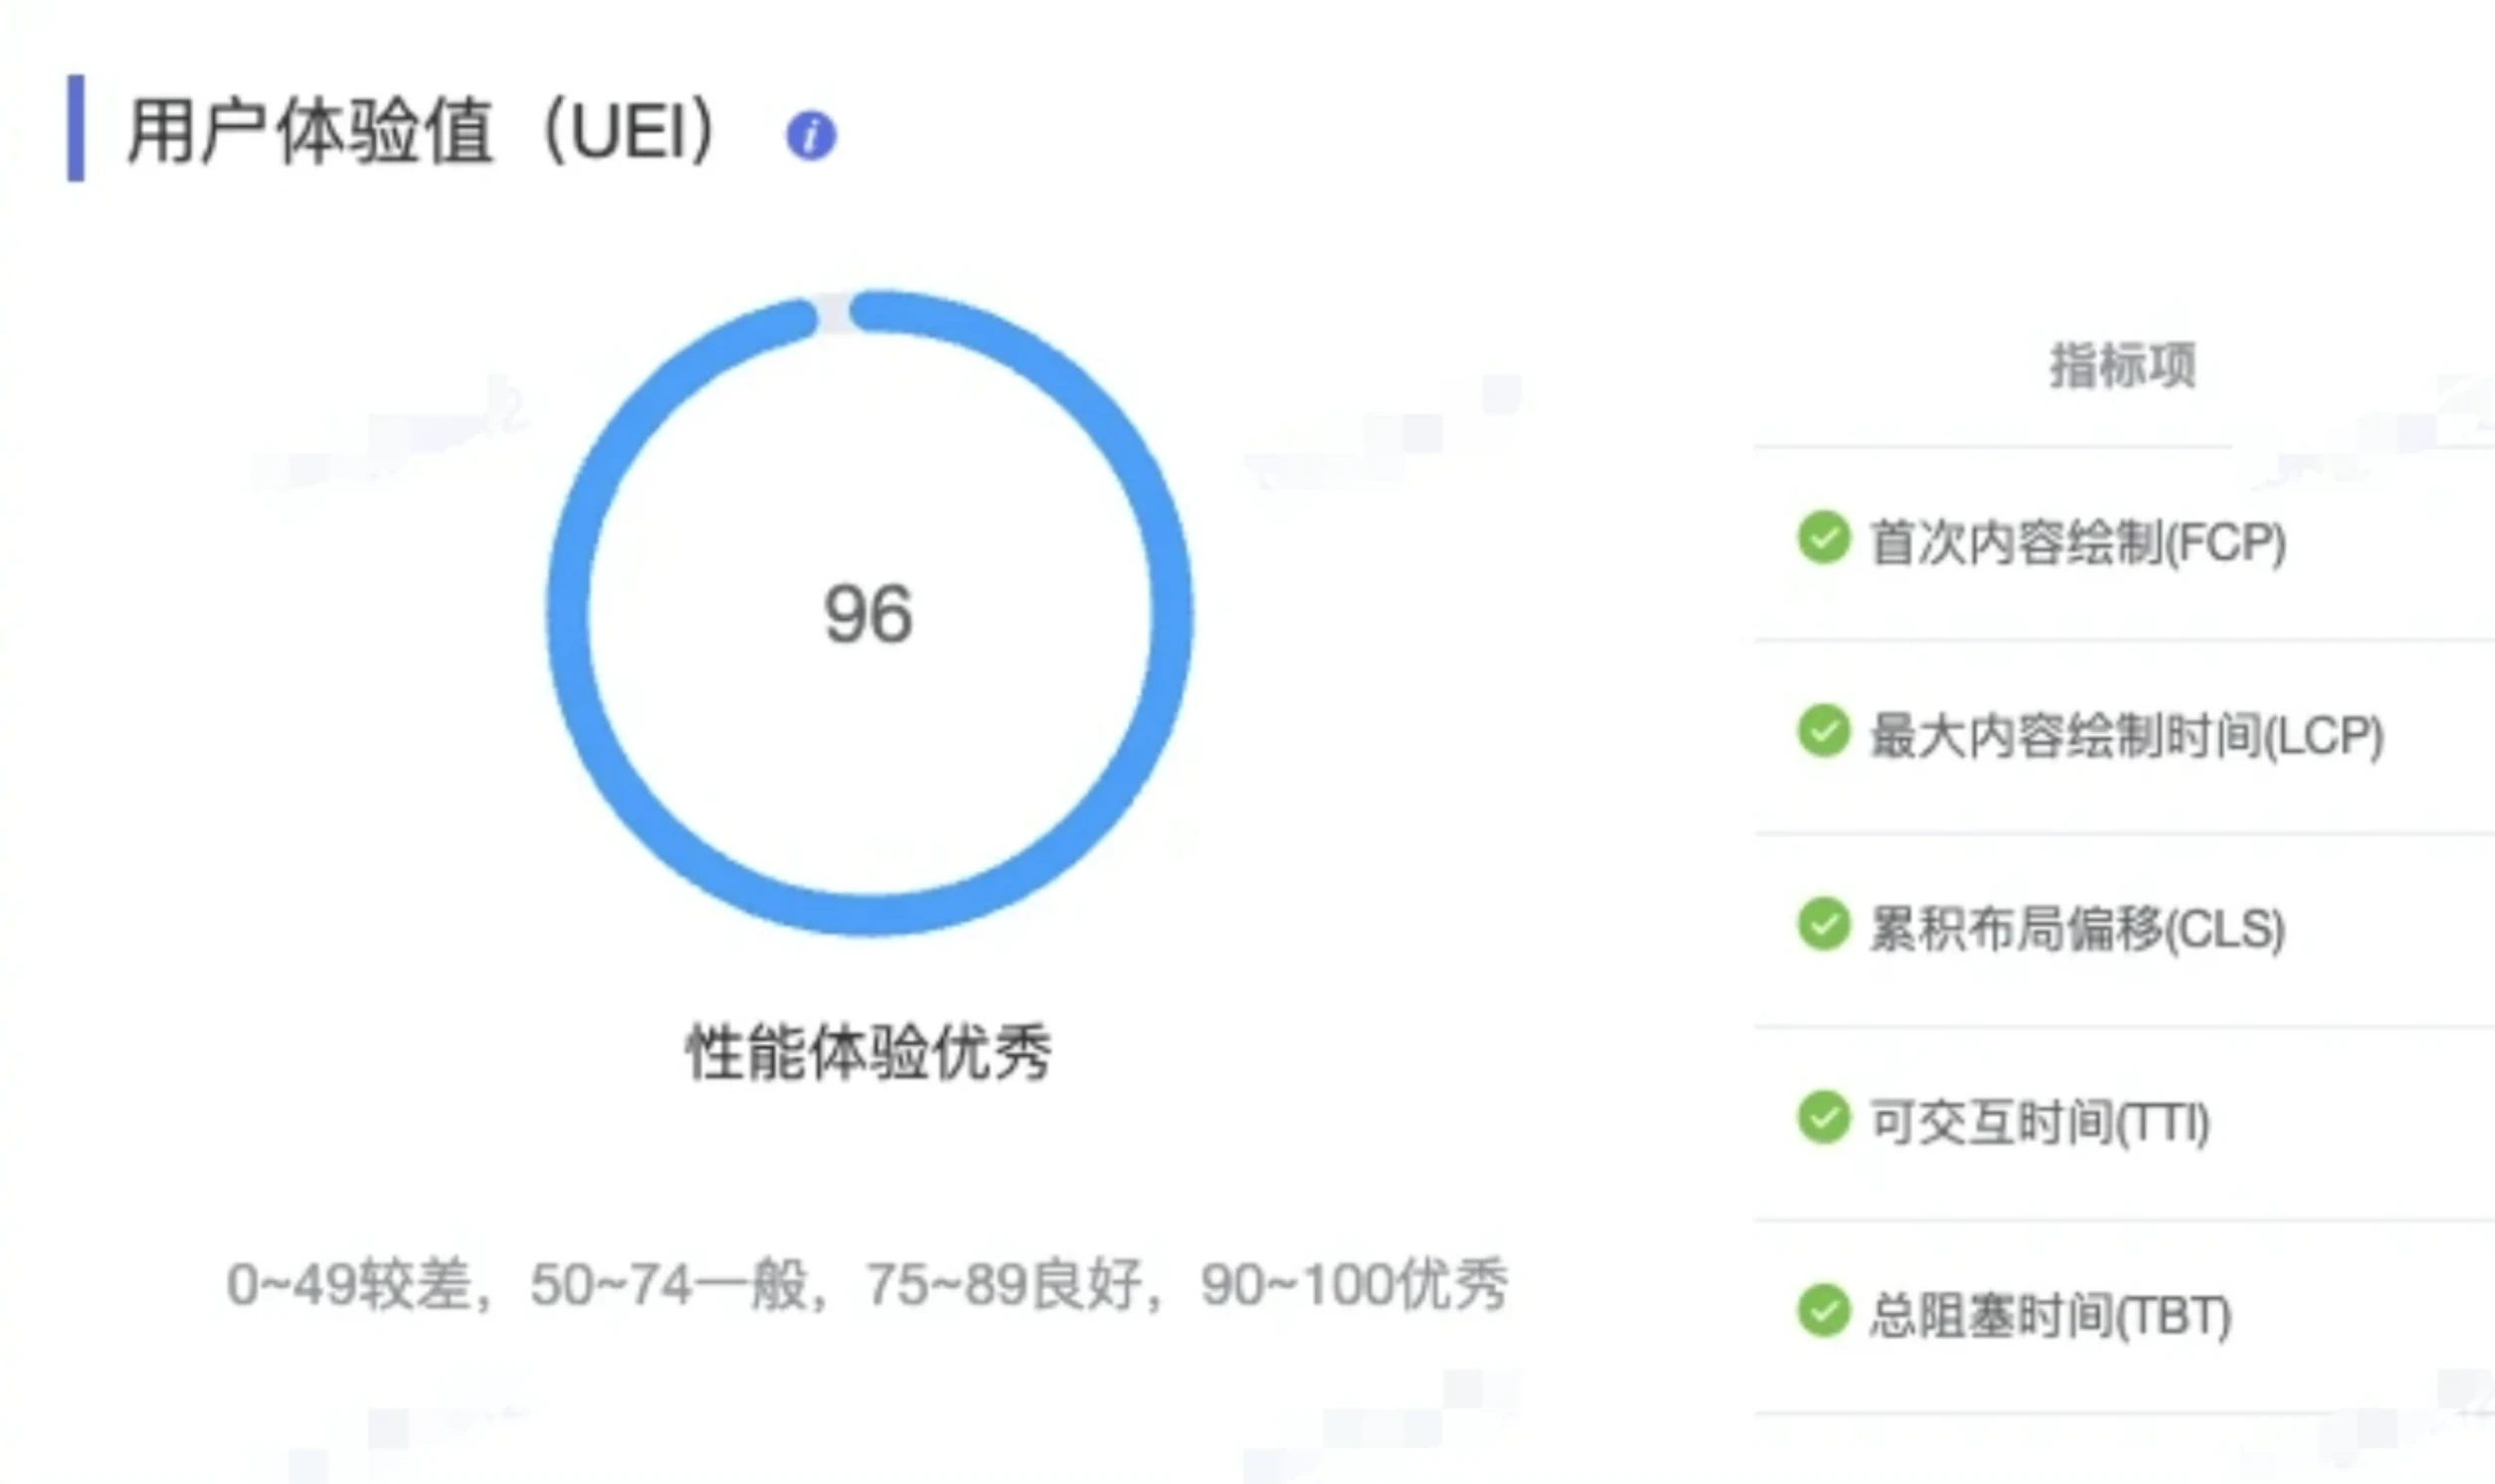 用户体验值（UEI） i
96
性能体验优秀
0~49较差，50~74一般，75~89良好，90~100优秀
指标项
首次内容绘制(FCP)
最大内容绘制时间(LCP)
累积布局偏移(CLS)
可交互时间(TTI)
总阻塞时间(TBT)